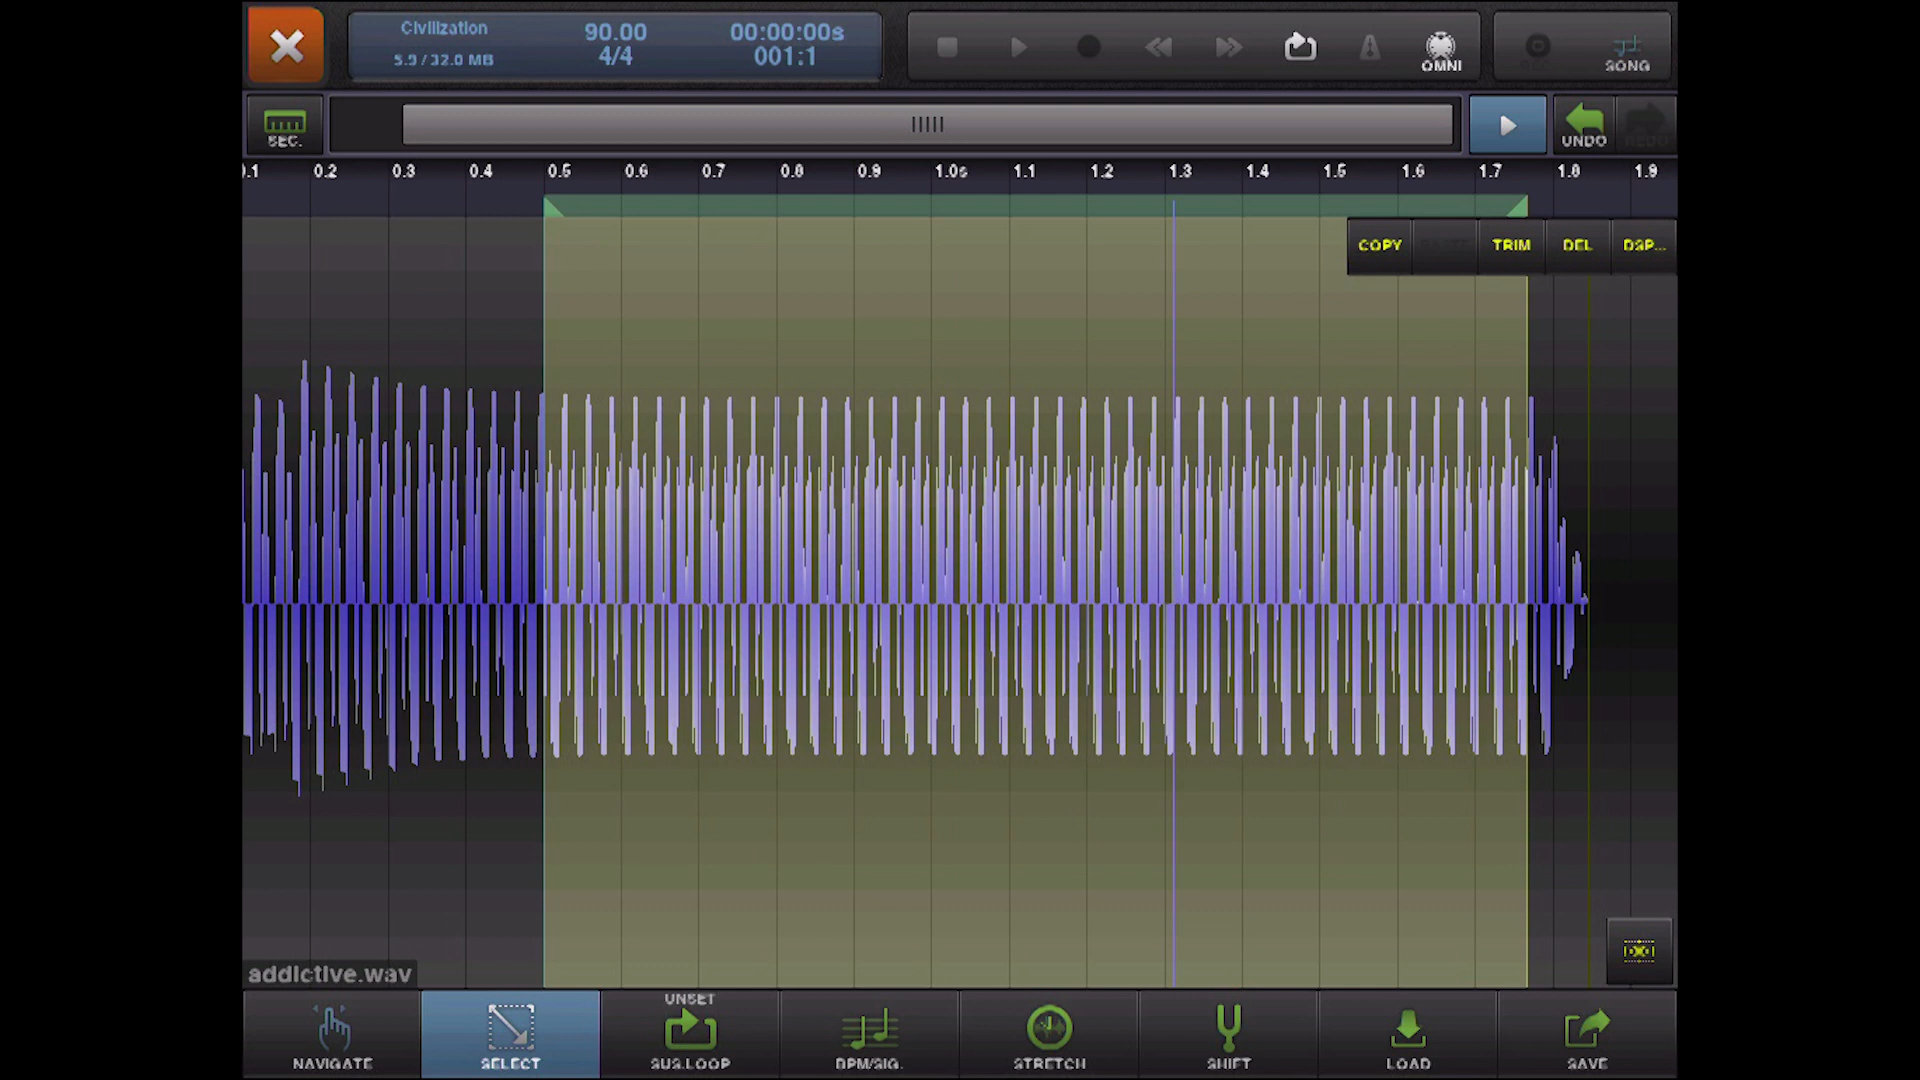 Civilization
5.9 / 32.0 MB
90.00
4/4
00:00:00s
001:1
OMNI
SONG
SEC.
UNDO
REDO
0.2 0.3 0.4 0.5 0.6 0.7 0.8 0.9 1.0s 1.1 1.2 1.3 1.4 1.5 1.6 1.7 1.8 1.9
COPY TRIM DEL DSP...
addictive.wav
NAVIGATE
SELECT
UNSET
SUS.LOOP
BPM/SIG.
STRETCH
SHIFT
LOAD
SAVE